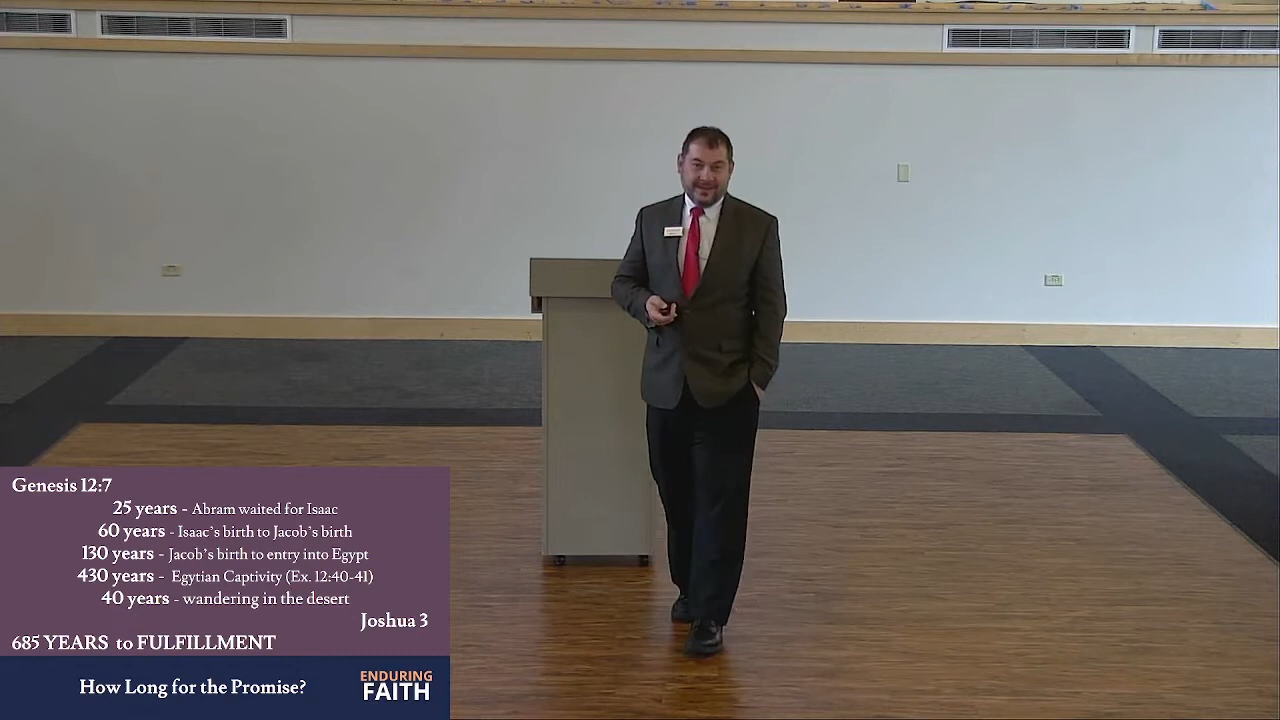 Genesis 12:7
25 years - Abram waited for Isaac
60 years - Isaac's birth to Jacob's birth
130 years - Jacob's birth to entry into Egypt
430 years - Egytian Captivity (Ex. 12:40-41)
40 years - wandering in the desert
Joshua 3
685 YEARS to FULFILLMENT
How Long for the Promise?
ENDURING
FAITH